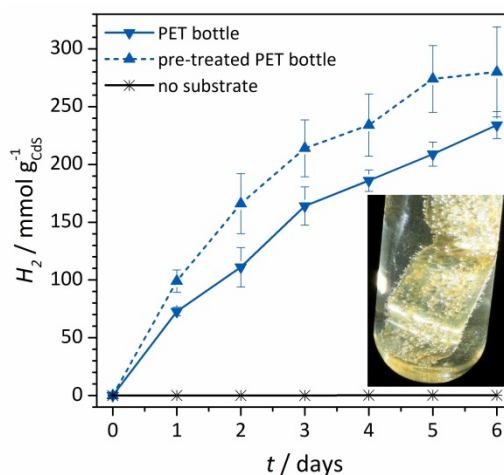 PET bottle
pre-treated PET bottle
no substrate
H₂ / mmol g⁻¹CdS
300
250
200
150
100
50
0
0 1 2 3 4 5 6
t / days